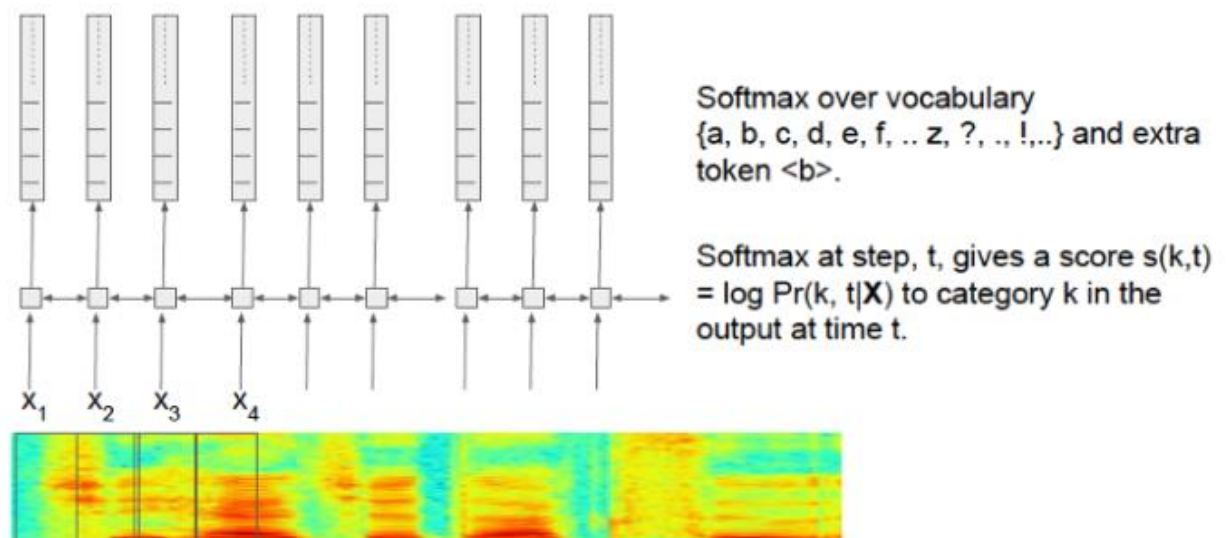 Softmax over vocabulary
{a, b, c, d, e, f, .. z, ?, ., !,..} and extra
token <b>.
Softmax at step, t, gives a score s(k,t)
= log Pr(k, t|X) to category k in the
output at time t.
X1 X2 X3 X4